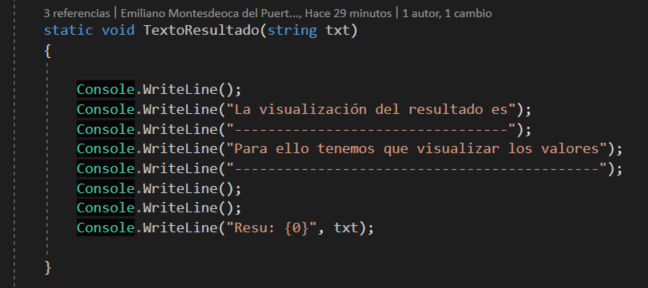 3 referencias | Emiliano Montesdeoca del Puert..., Hace 29 minutos | 1 autor, 1 cambio
static void TextoResultado(string txt)
{
Console.WriteLine();
Console.WriteLine("La visualización del resultado es");
Console.WriteLine("---------------------------------");
Console.WriteLine("Para ello tenemos que visualizar los valores");
Console.WriteLine("--------------------------------------------");
Console.WriteLine();
Console.WriteLine();
Console.WriteLine("Resu: {0}", txt);
}